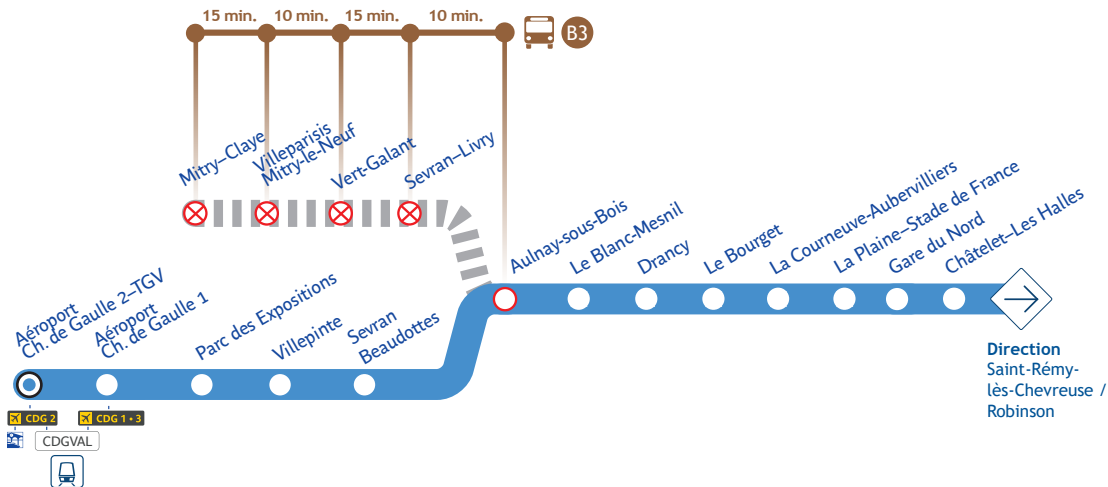 15 min.
10 min.
15 min.
10 min.
B3
Mitry–Claye
Villeparisis
Mitry-le-Neuf
Vert-Galant
Sevran–Livry
Aulnay-sous-Bois
Le Blanc-Mesnil
Drancy
Le Bourget
La Courneuve-Aubervilliers
La Plaine–Stade de France
Gare du Nord
Châtelet–Les Halles
Aéroport
Ch. de Gaulle 2–TGV
Aéroport
Ch. de Gaulle 1
Parc des Expositions
Villepinte
Sevran
Beaudottes
Direction
Saint-Rémy-
lès-Chevreuse /
Robinson
CDG 2
CDG 1 • 3
CDGVAL